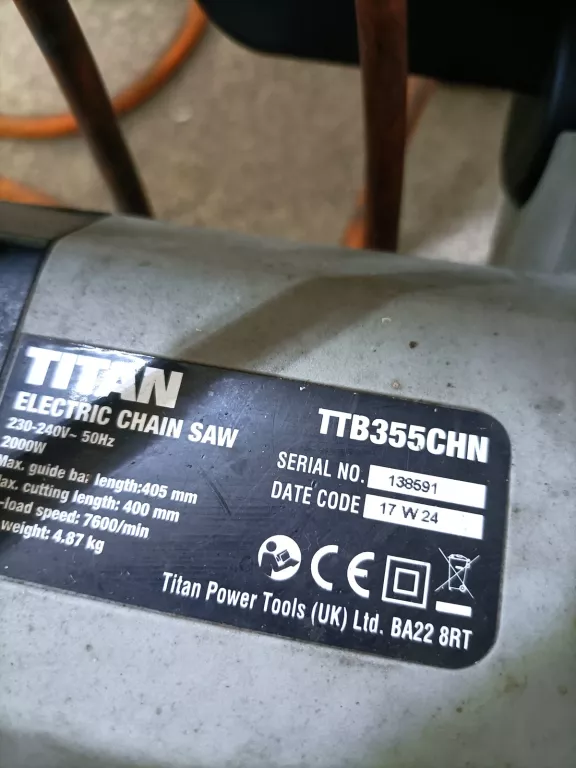 TITAN
ELECTRIC CHAIN SAW
230-240V~ 50Hz
2000W
Max. guide bar length:405 mm
Max. cutting length: 400 mm
-load speed: 7600/min
weight: 4.87 kg
TTB355CHN
SERIAL NO. 138591
DATE CODE 17 W 24
CE
Titan Power Tools (UK) Ltd. BA22 8RT